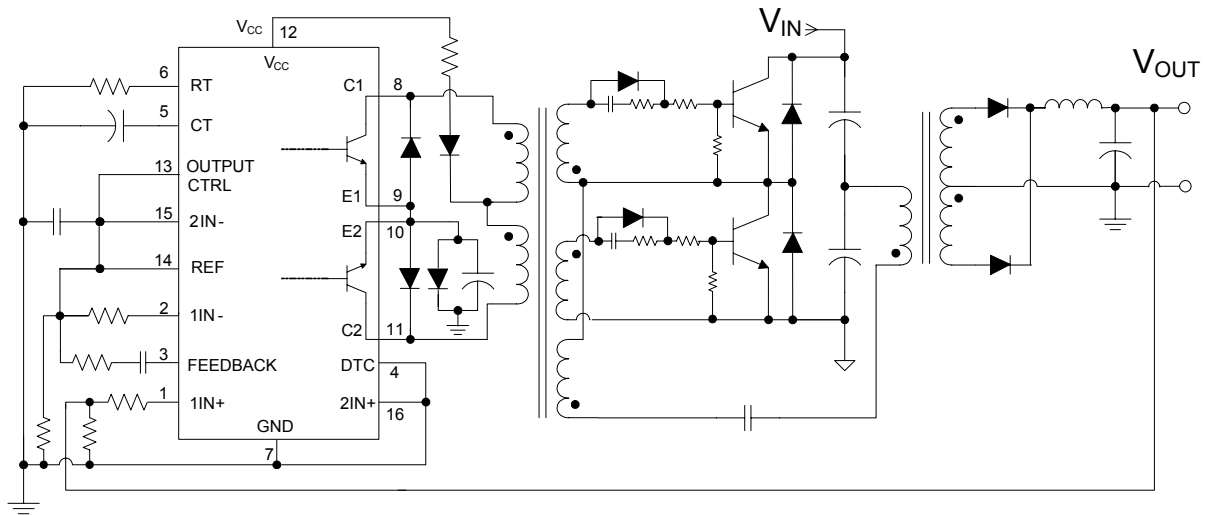 VCC
12
VIN
VCC
VOUT
6
RT
C1
8
5
CT
13
OUTPUT
CTRL
E1
9
15
2IN-
E2
10
14
REF
2
1IN-
C2
11
3
FEEDBACK
DTC
4
1
1IN+
2IN+
16
GND
7